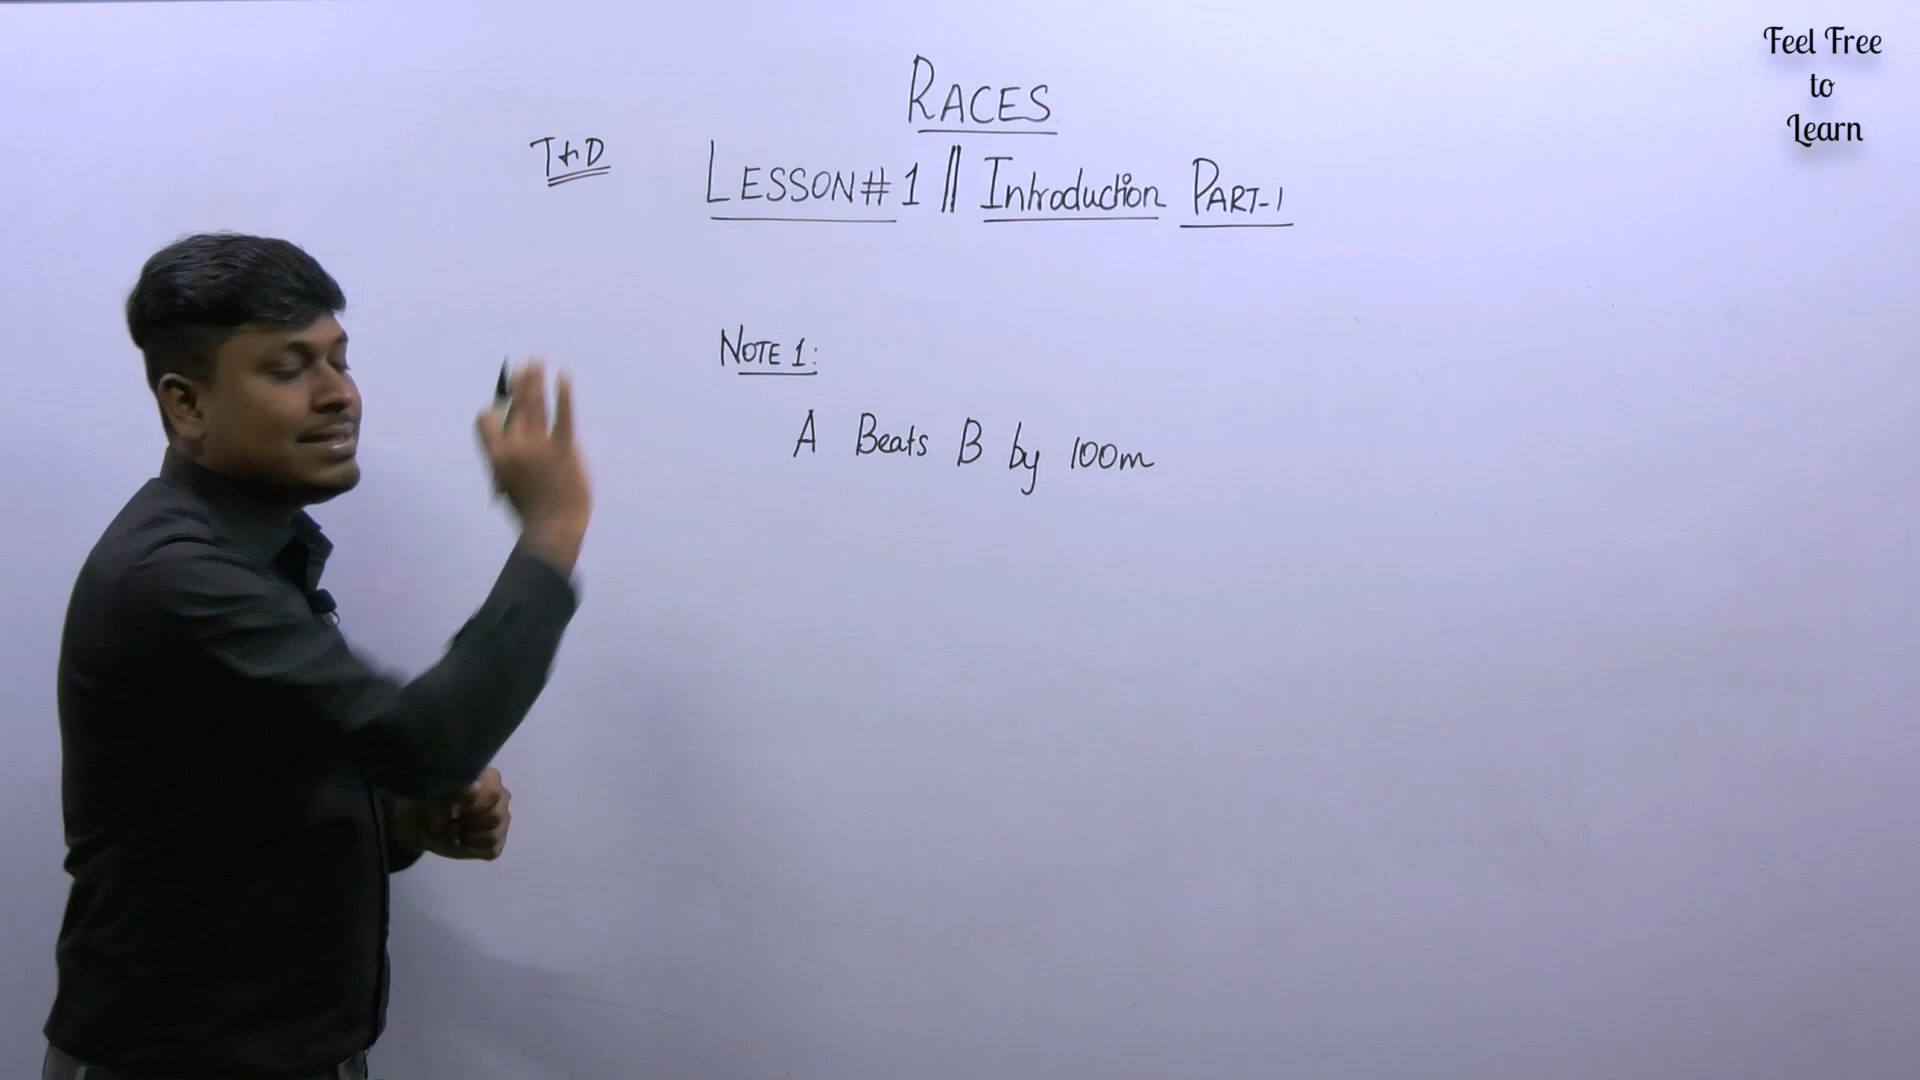 RACES
T&D
LESSON#1 || Introduction PART-1
NOTE 1:
A Beats B by 100m
Feel Free
to
Learn